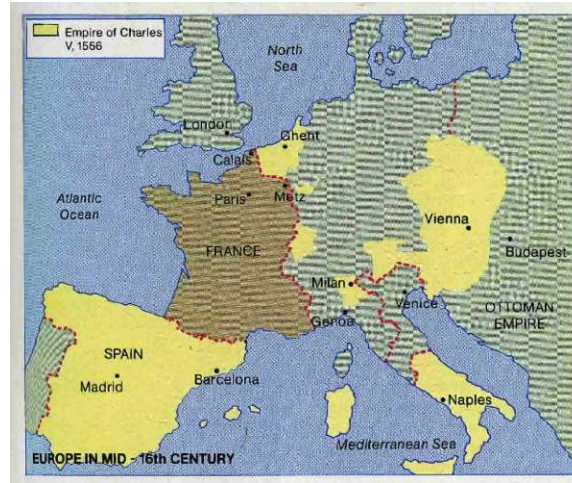 Empire of Charles
V, 1556
North
Sea
London
Ghent
Calais
Atlantic
Ocean
Paris
Metz
FRANCE
Vienna
Budapest
Milan
Venice
OTTOMAN
EMPIRE
Genoa
SPAIN
Madrid
Barcelona
Naples
Mediterranean Sea
EUROPE IN MID - 16th CENTURY